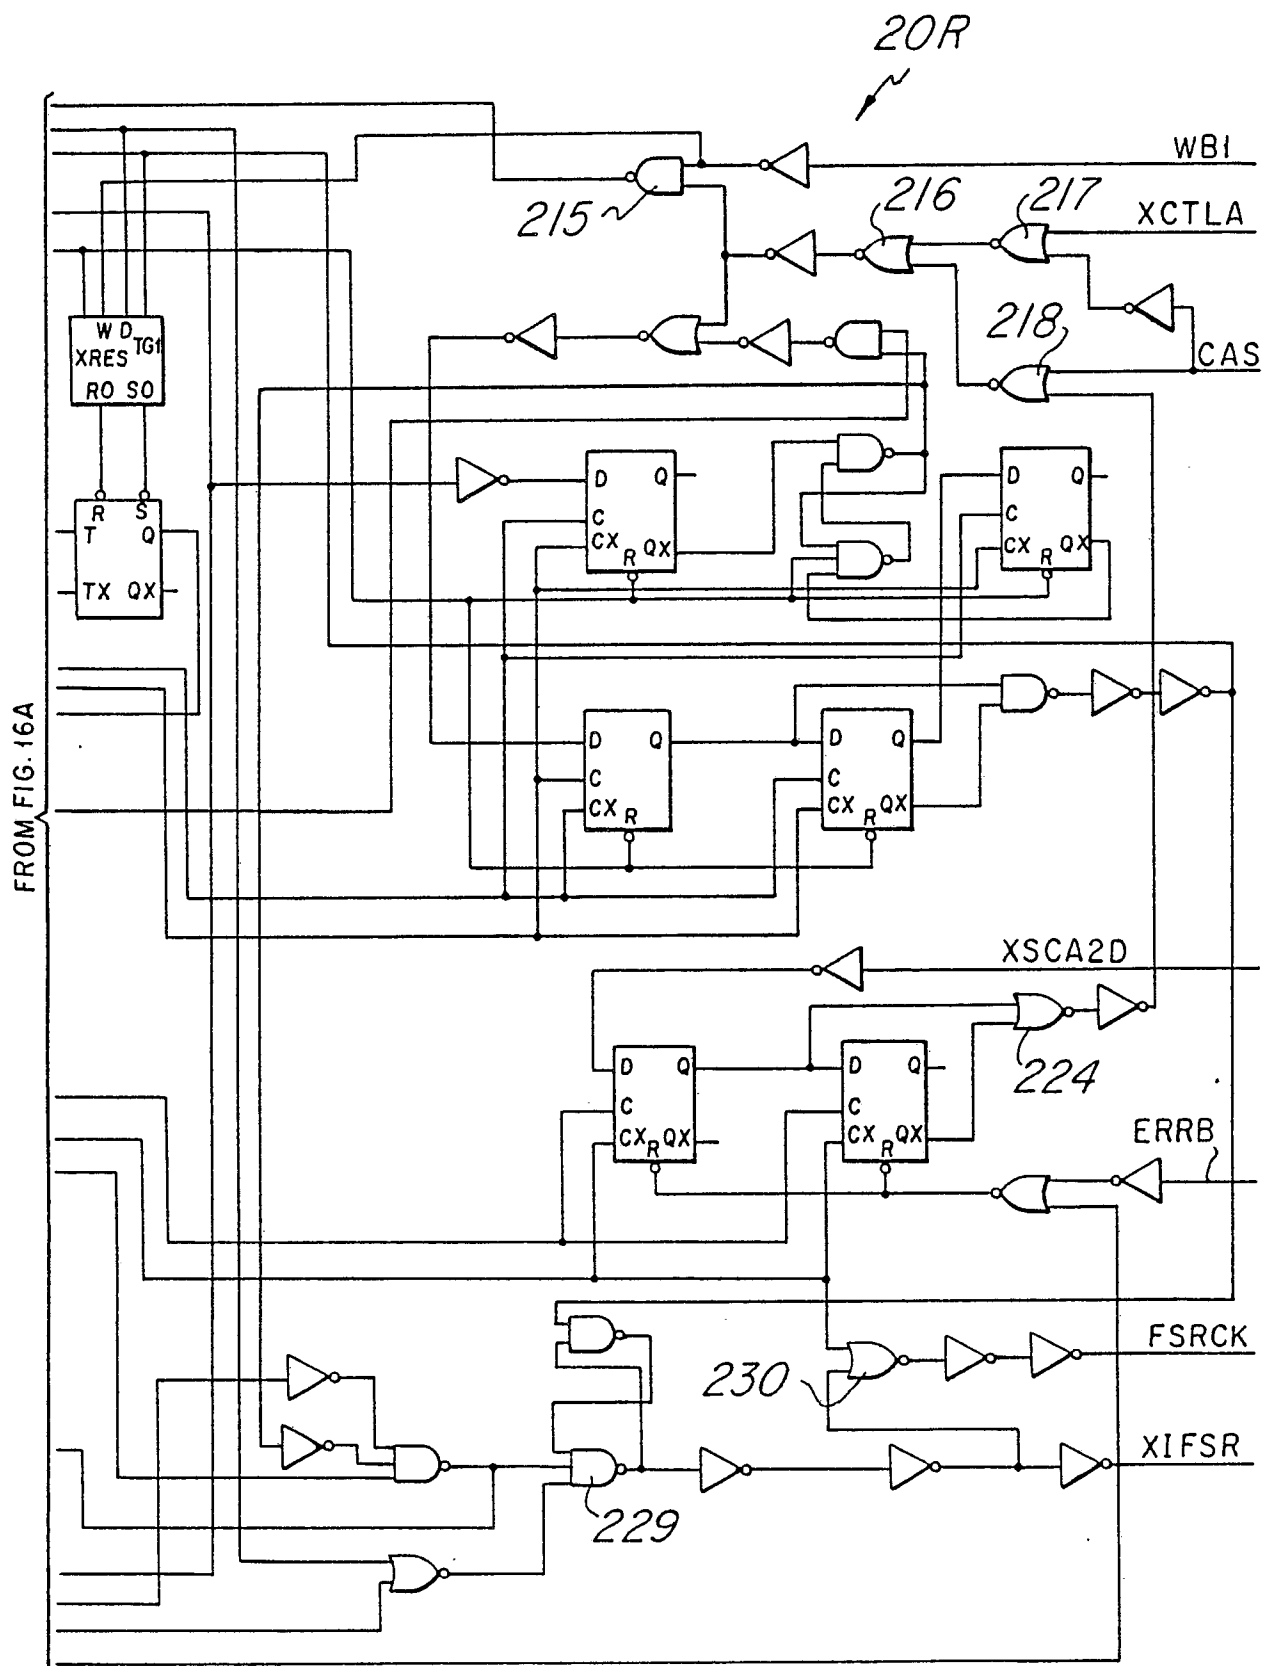 20R
WB1
215
216
217
XCTLA
W D TG1
XRES
RO SO
218
CAS
R S
T Q
TX QX
D Q
C
CX R QX
D Q
C
CX R QX
FROM FIG. 16A
D Q
C
CX R
D Q
C
CX R QX
XSCA2D
224
D Q
C
CX R QX
D Q
C
CX R QX
ERRB
FSRCK
230
XIFSR
229